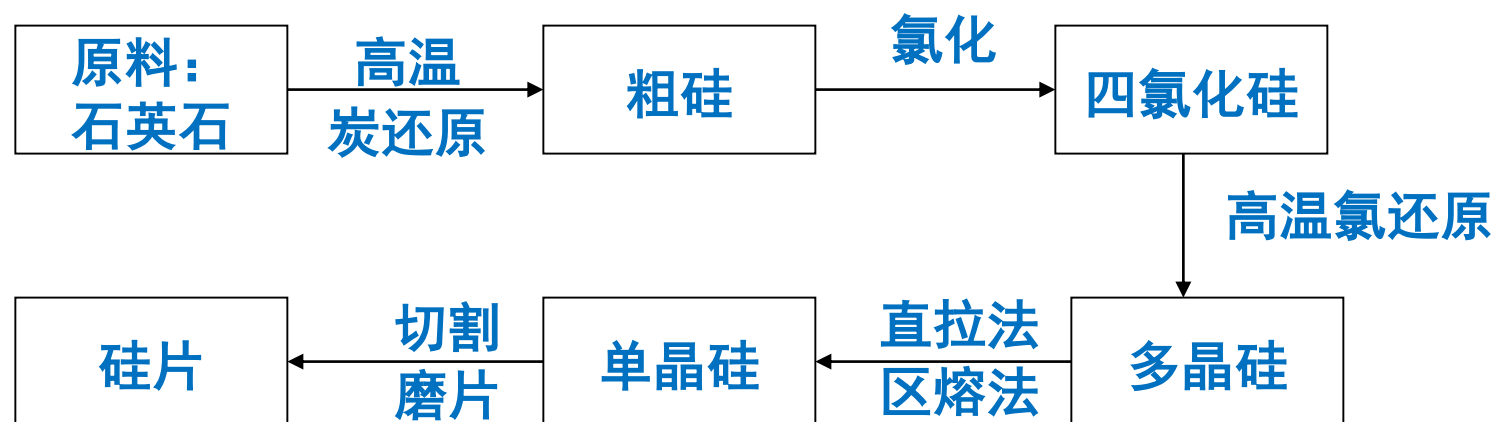 原料：
石英石
高温
炭还原
粗硅
氯化
四氯化硅
高温氯还原
多晶硅
直拉法
区熔法
单晶硅
切割
磨片
硅片